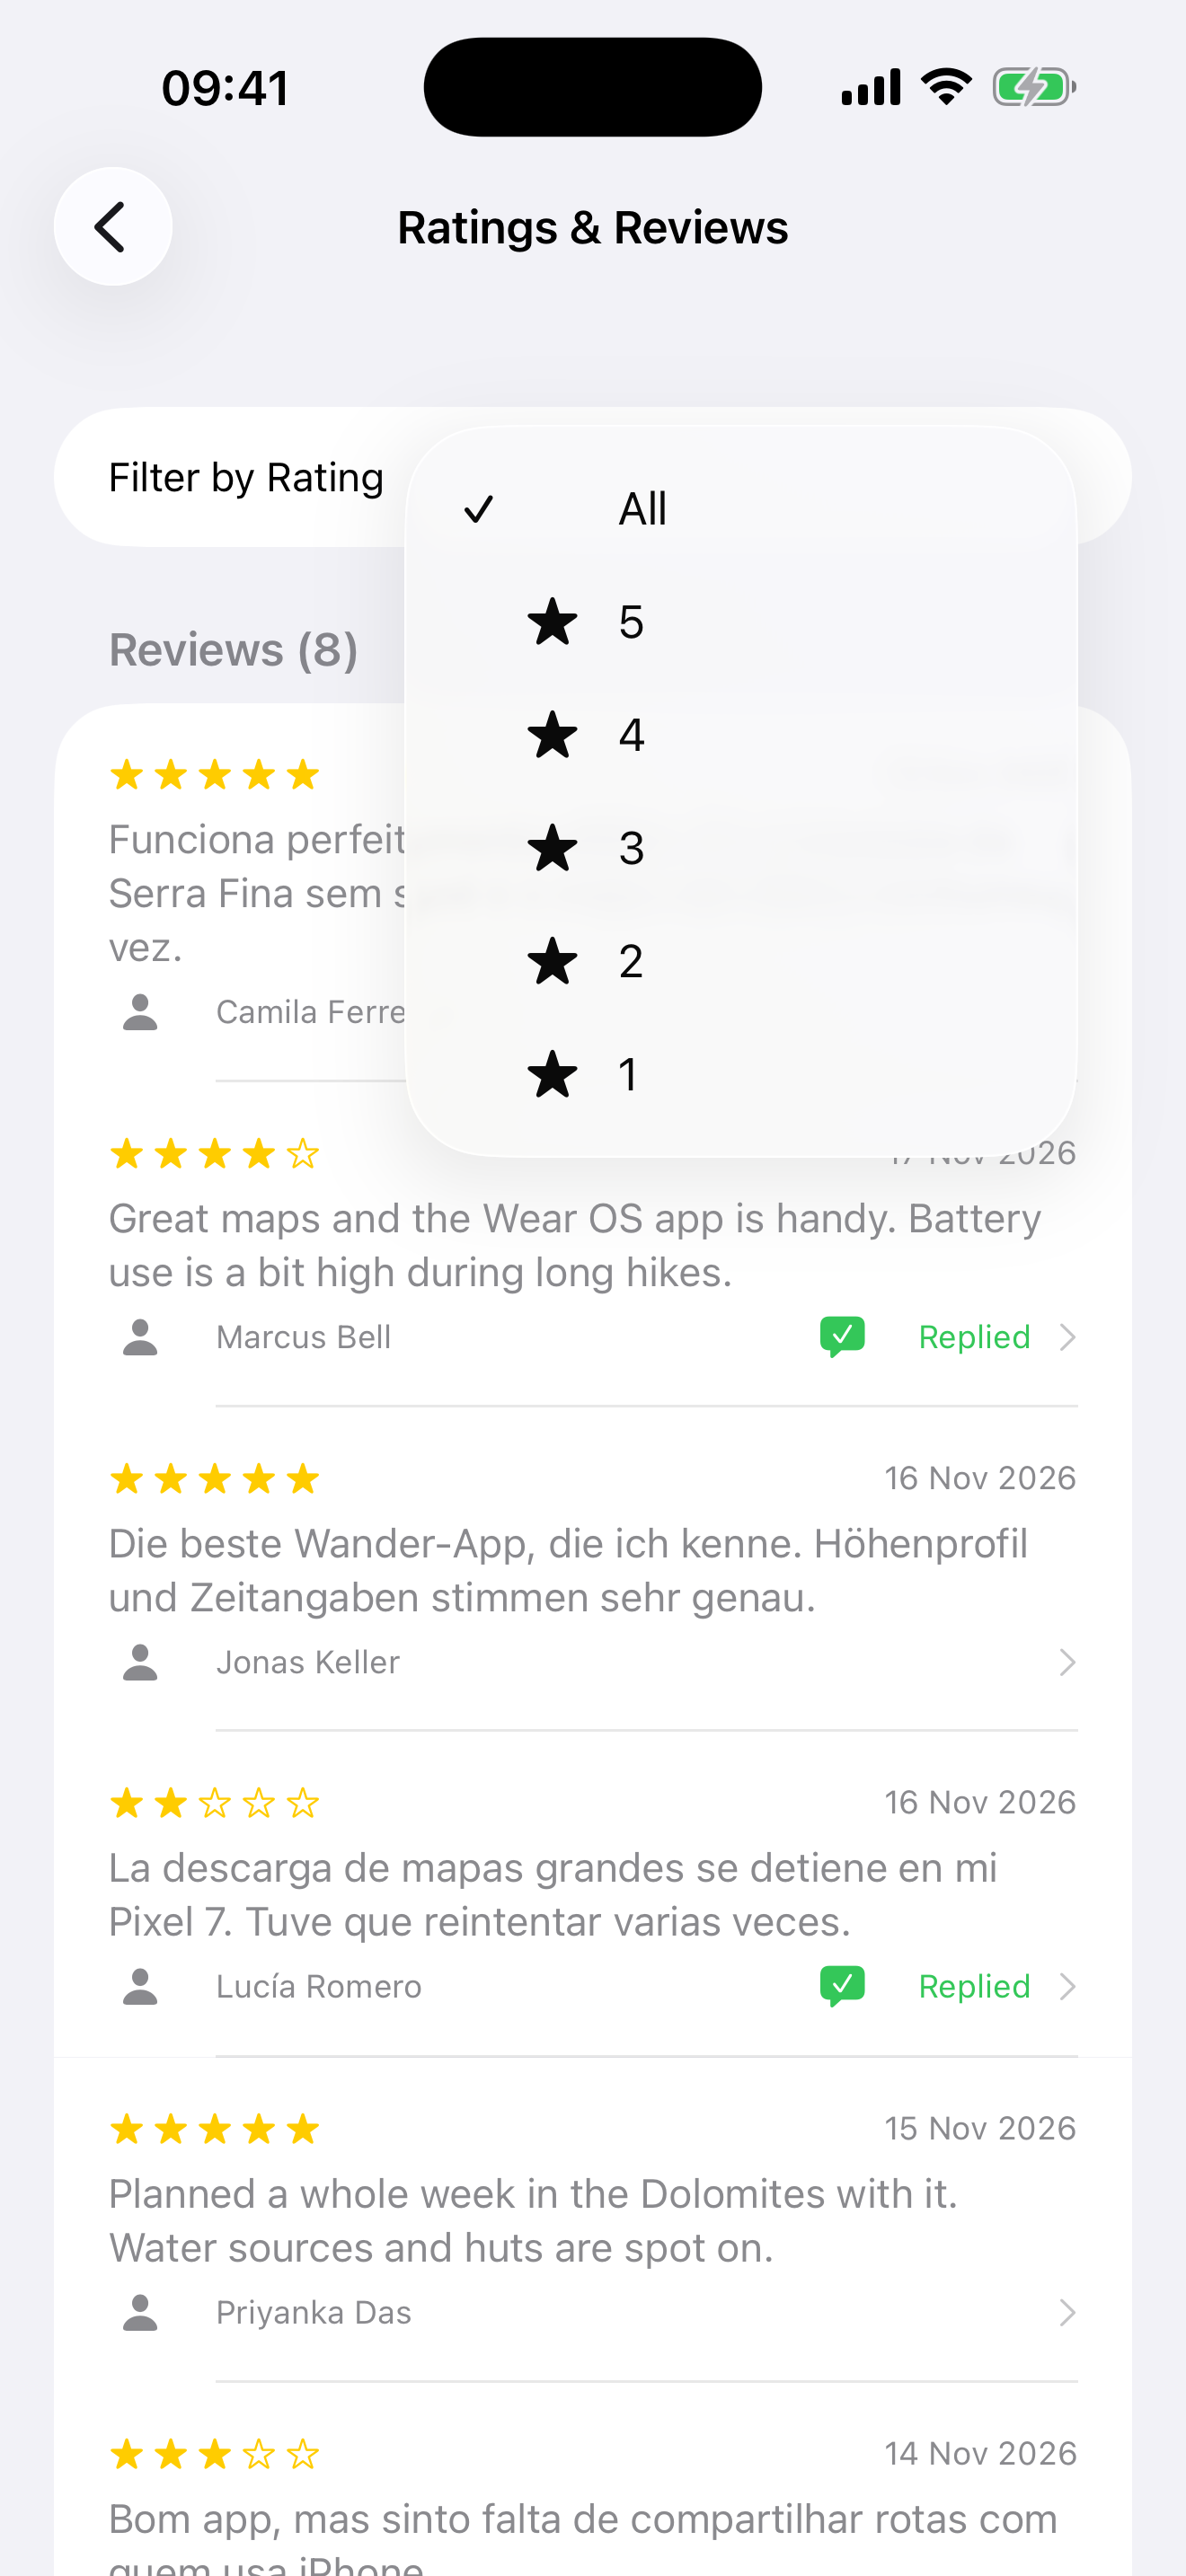 09:41
Ratings & Reviews
Filter by Rating
All
5
4
3
2
1
Reviews (8)
Funciona
Serra Fina sem
vez.
Camila
2026
Great maps and the Wear OS app is handy. Battery
use is a bit high during long hikes.
Marcus Bell
Replied
16 Nov 2026
Die beste Wander-App, die ich kenne. Höhenprofil
und Zeitangaben stimmen sehr genau.
Jonas Keller
16 Nov 2026
La descarga de mapas grandes se detiene en mi
Pixel 7. Tuve que reintentar varias veces.
Lucía Romero
Replied
15 Nov 2026
Planned a whole week in the Dolomites with it.
Water sources and huts are spot on.
Priyanka Das
14 Nov 2026
Bom app, mas sinto falta de compartilhar rotas com
quem usa iPhone